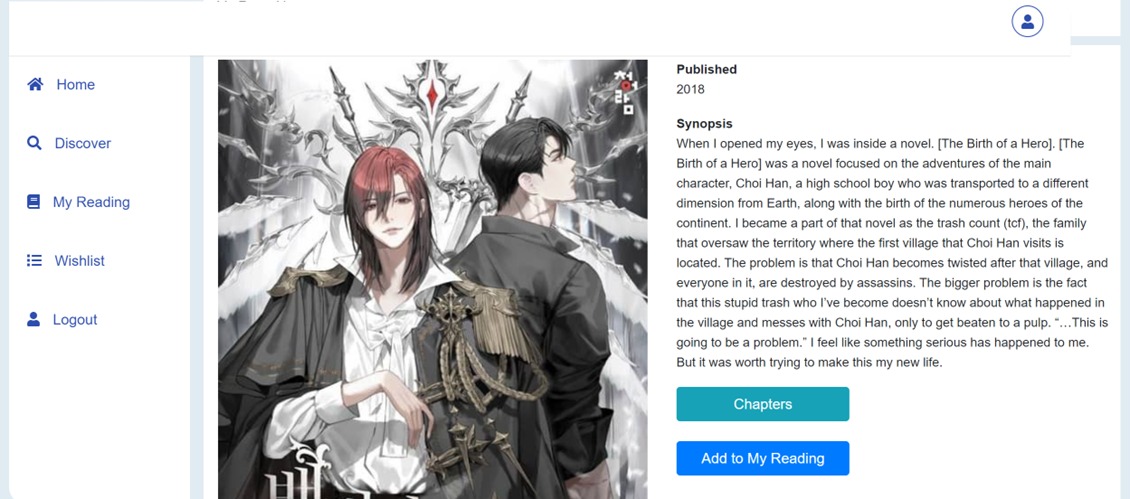 Home
Discover
My Reading
Wishlist
Logout
Published
2018
Synopsis
When I opened my eyes, I was inside a novel. [The Birth of a Hero]. [The
Birth of a Hero] was a novel focused on the adventures of the main
character, Choi Han, a high school boy who was transported to a different
dimension from Earth, along with the birth of the numerous heroes of the
continent. I became a part of that novel as the trash count (tcf), the family
that oversaw the territory where the first village that Choi Han visits is
located. The problem is that Choi Han becomes twisted after that village, and
everyone in it, are destroyed by assassins. The bigger problem is the fact
that this stupid trash who I’ve become doesn’t know about what happened in
the village and messes with Choi Han, only to get beaten to a pulp. “…This is
going to be a problem.” I feel like something serious has happened to me.
But it was worth trying to make this my new life.
Chapters
Add to My Reading